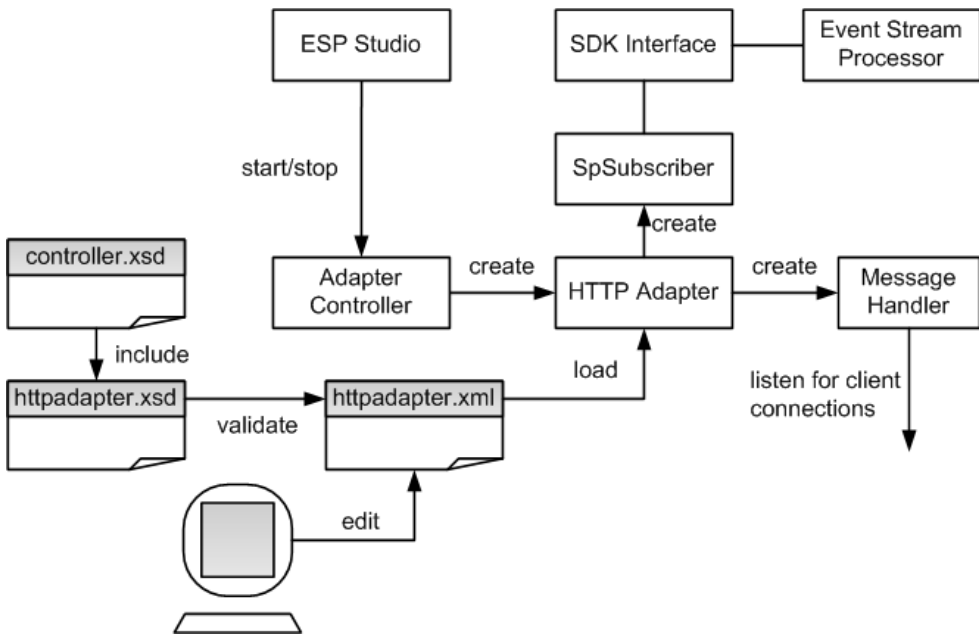 ESP Studio
SDK Interface
Event Stream
Processor
start/stop
SpSubscriber
create
controller.xsd
Adapter
Controller
create
HTTP Adapter
create
Message
Handler
include
load
listen for client
connections
httpadapter.xsd
validate
httpadapter.xml
edit